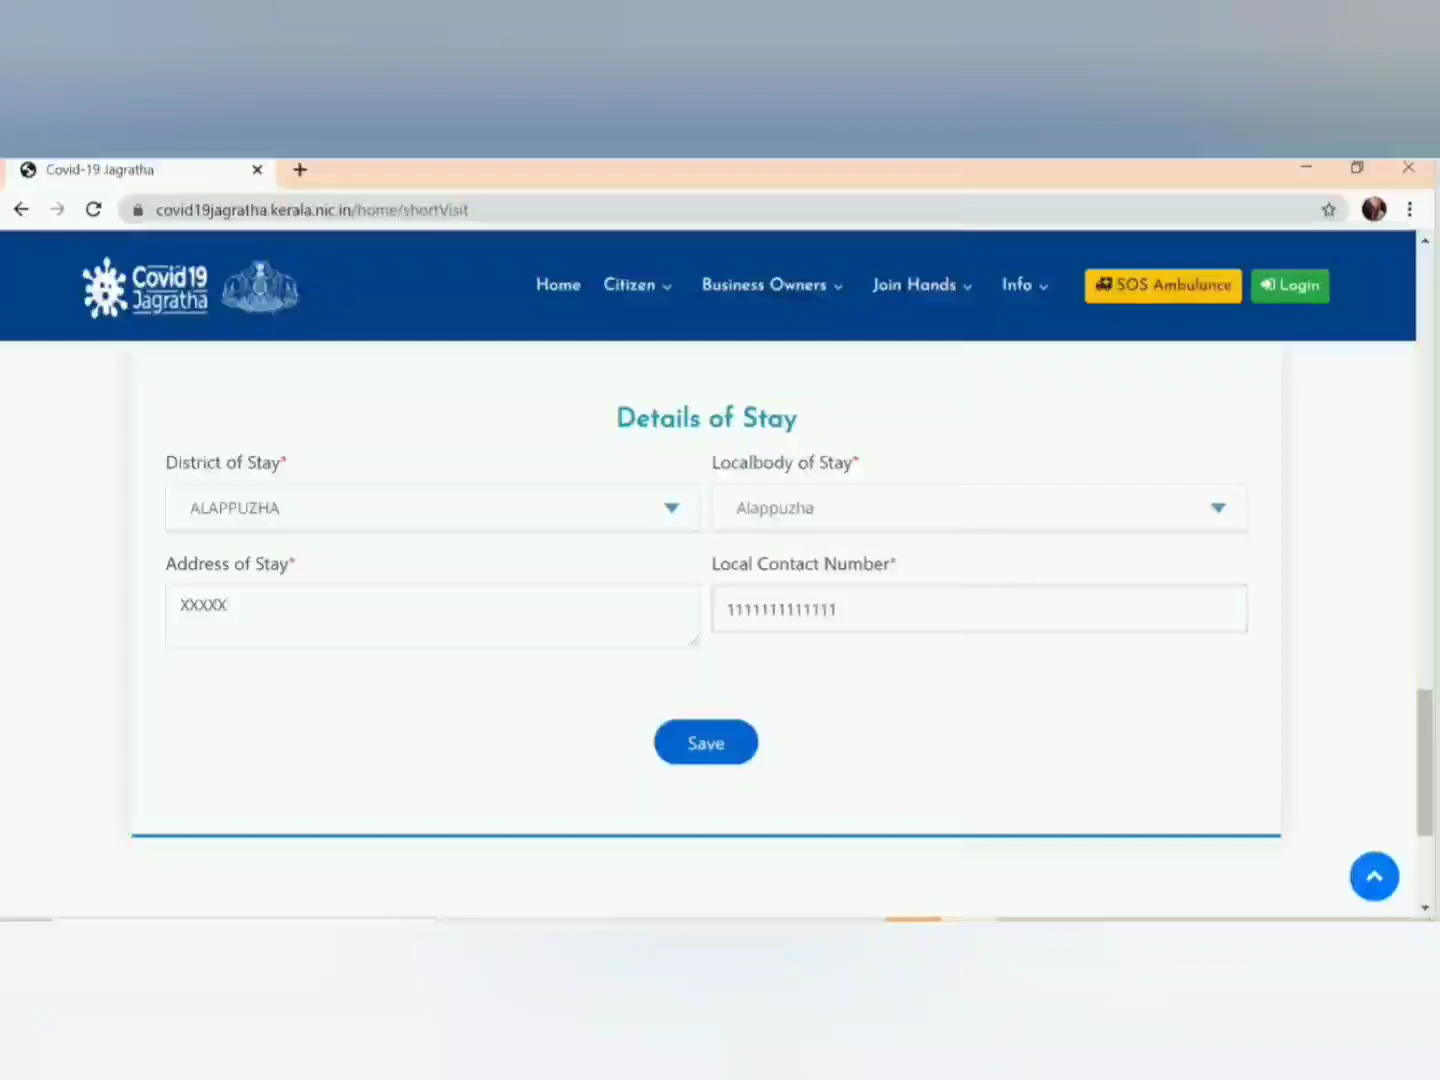 Covid-19 Jagratha
covid19jagratha.kerala.nic.in/home/shortVisit
Covid19
Jagratha
Home Citizen Business Owners Join Hands Info SOS Ambulance Login
Details of Stay
District of Stay* Localbody of Stay*
ALAPPUZHA Alappuzha
Address of Stay* Local Contact Number*
XXXXX 1111111111111
Save